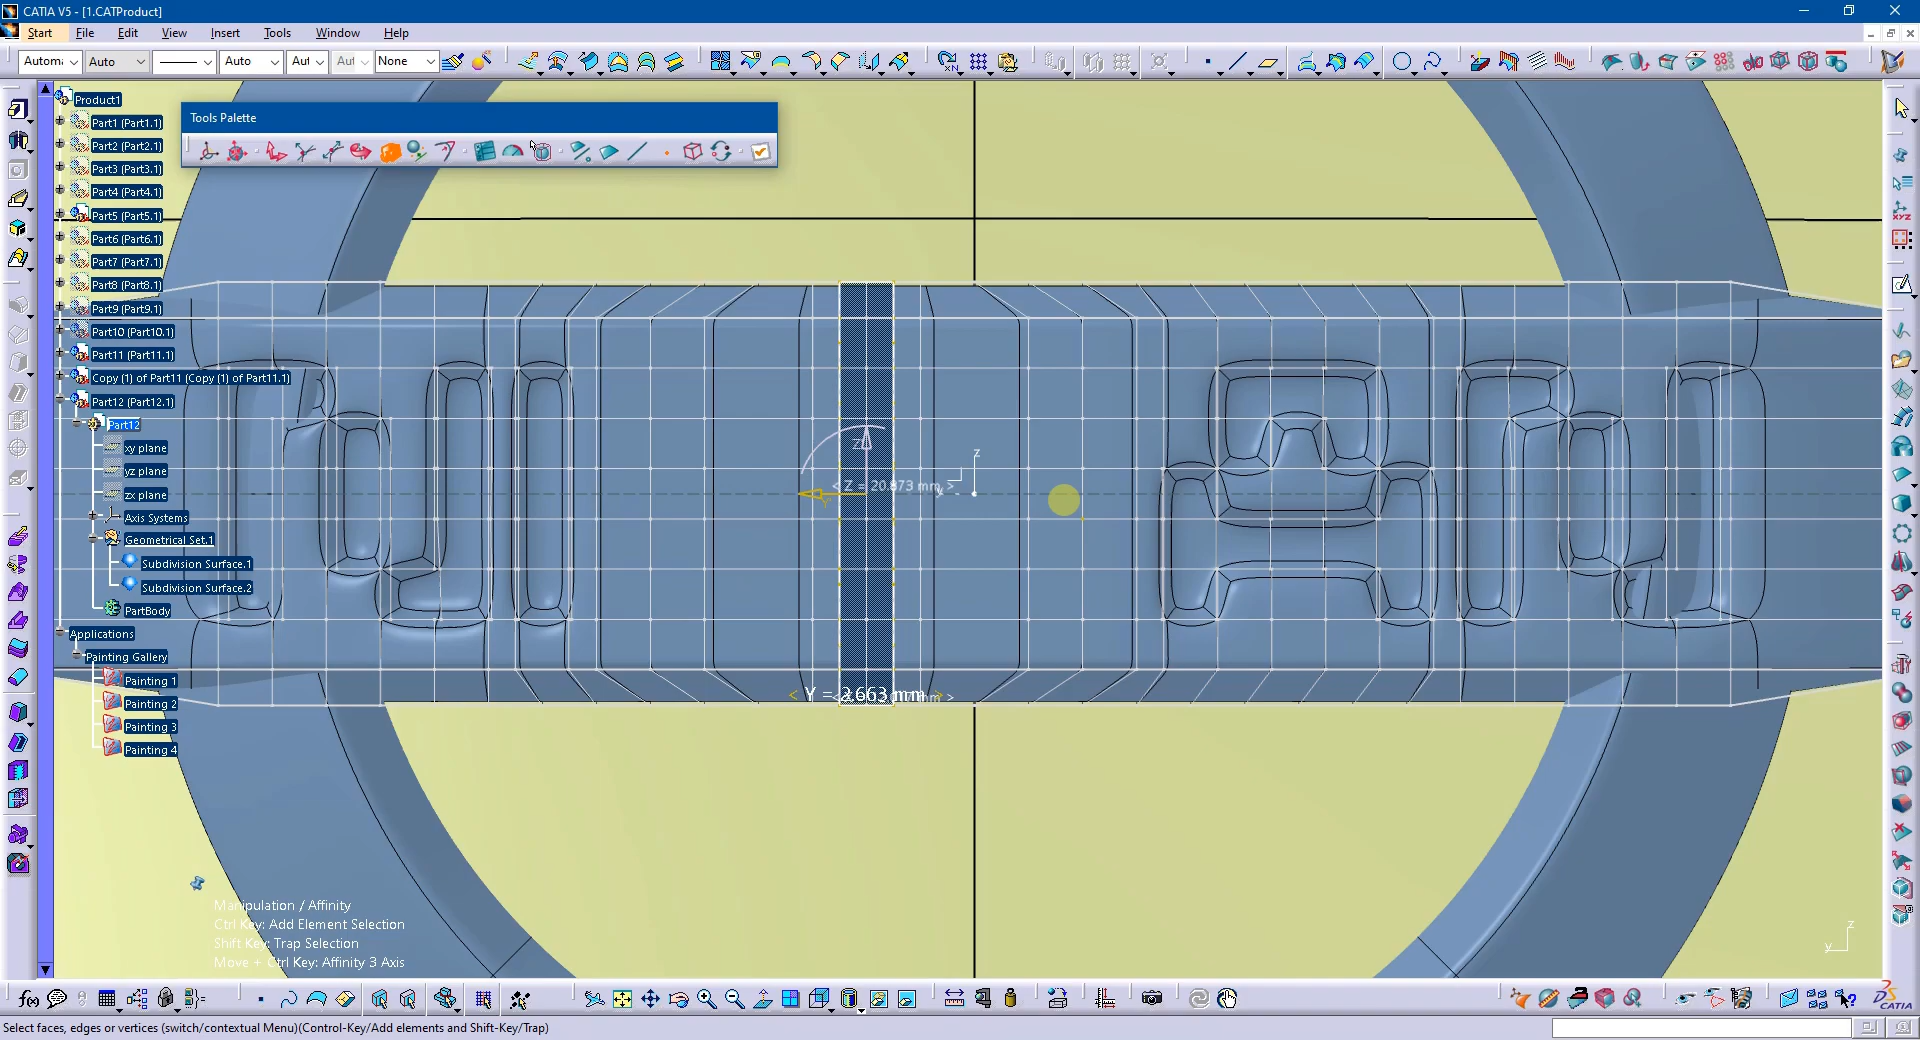 CATIA V5 - [1.CATProduct]
Start File Edit View Insert Tools Window Help
Automa Auto Auto Aut Aut None
Product1
Tools Palette
Part1 (Part1.1)
Part2 (Part2.1)
Part3 (Part3.1)
Part4 (Part4.1)
Part5 (Part5.1)
Part6 (Part6.1)
Part7 (Part7.1)
Part8 (Part8.1)
Part9 (Part9.1)
Part10 (Part10.1)
Part11 (Part11.1)
Copy (1) of Part11 (Copy (1) of Part11.1)
Part12 (Part12.1)
Part12
xy plane
yz plane
zx plane
Axis Systems
Geometrical Set.1
Subdivision Surface.1
Subdivision Surface.2
PartBody
Applications
Painting Gallery
Painting 1
Painting 2
Painting 3
Painting 4
Z
z
< Z = 20.873 mm >
< Y = 2.663 mm >
Manipulation / Affinity
Ctrl Key: Add Element Selection
Shift Key: Trap Selection
Move + Ctrl Key: Affinity 3 Axis
z
y
f(x)
CATIA
Select faces, edges or vertices (switch/contextual Menu)(Control-Key/Add elements and Shift-Key/Trap)